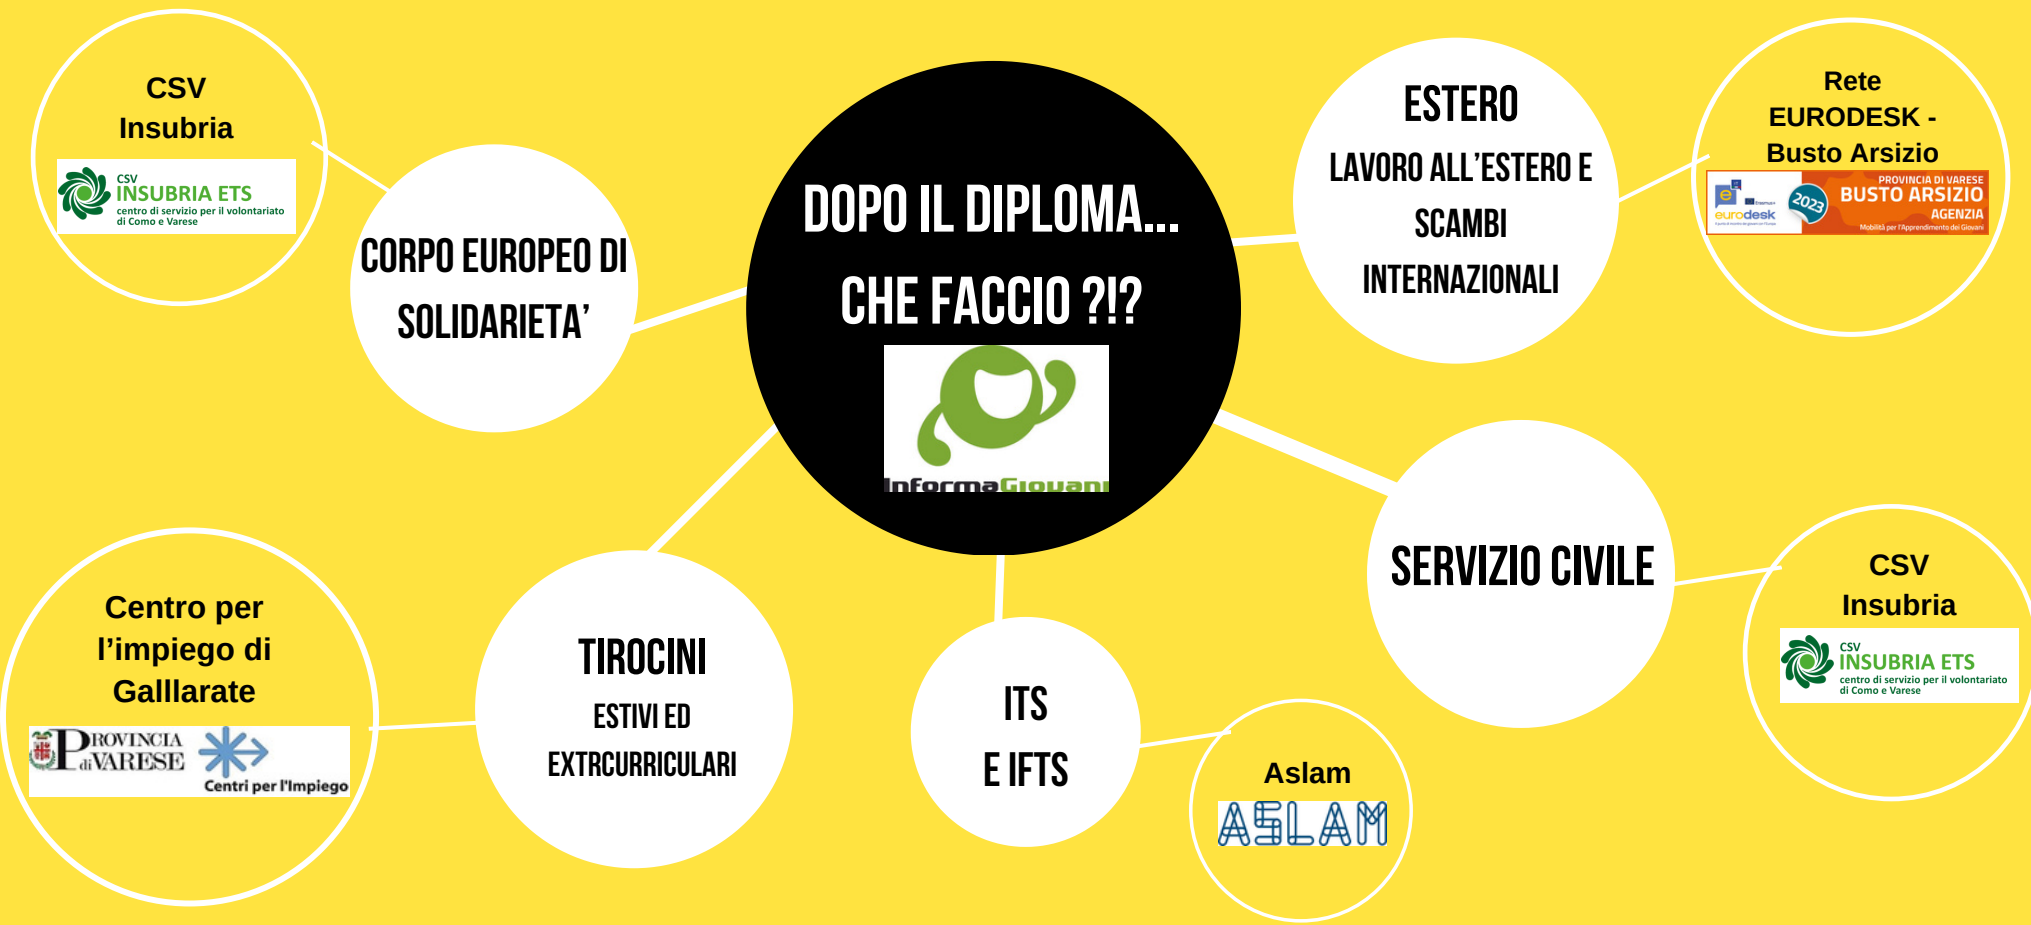 CSV
Insubria
CSV
INSUBRIA ETS
centro di servizio per il volontariato
di Como e Varese
CORPO EUROPEO DI
SOLIDARIETA’
DOPO IL DIPLOMA...
CHE FACCIO ?!?
InformaGiovani
ESTERO
LAVORO ALL’ESTERO E
SCAMBI
INTERNAZIONALI
Rete
EURODESK -
Busto Arsizio
eurodesk
Erasmus+
2023
PROVINCIA DI VARESE
BUSTO ARSIZIO
AGENZIA
Mobilità per l'Apprendimento dei Giovani
Centro per
l’impiego di
Galllarate
PROVINCIA
di VARESE
Centri per l'Impiego
TIROCINI
ESTIVI ED
EXTRCURRICULARI
ITS
E IFTS
Aslam
ASLAM
SERVIZIO CIVILE
CSV
Insubria
CSV
INSUBRIA ETS
centro di servizio per il volontariato
di Como e Varese